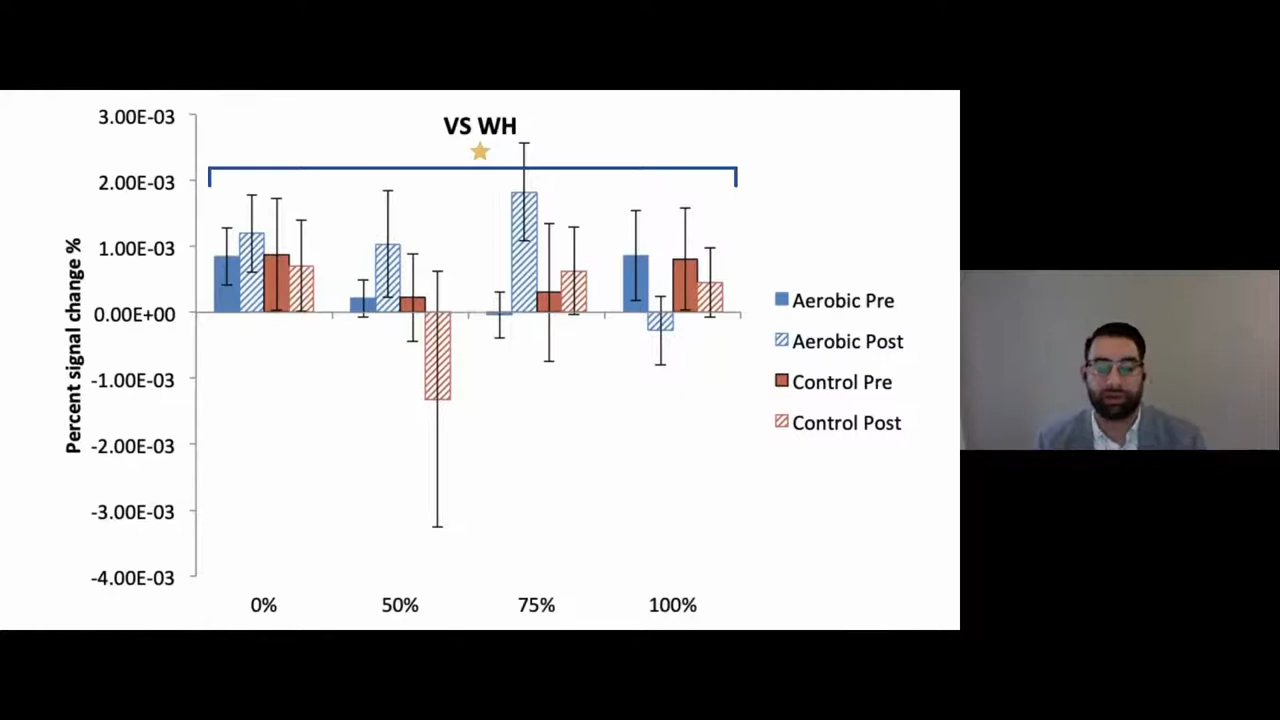 VS WH
3.00E-03
2.00E-03
1.00E-03
0.00E+00
-1.00E-03
-2.00E-03
-3.00E-03
-4.00E-03
Percent signal change %
0%
50%
75%
100%
Aerobic Pre
Aerobic Post
Control Pre
Control Post